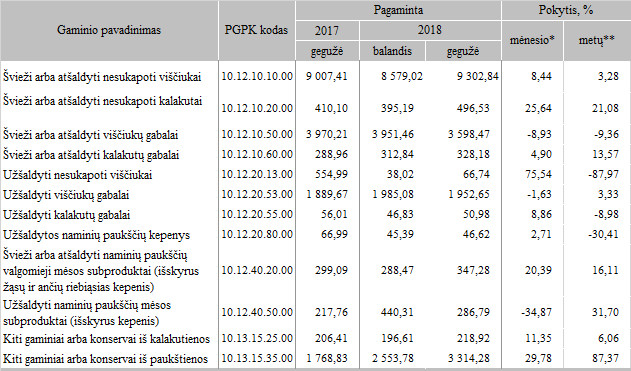 Gaminio pavadinimas PGPK kodas Pagaminta Pokytis, %
2017 2018 mėnesio* metų**
gegužė balandis gegužė
Švieži arba atšaldyti nesukapoti viščiukai 10.12.10.10.00 9 007,41 8 579,02 9 302,84 8,44 3,28
Švieži arba atšaldyti nesukapoti kalakutai 10.12.10.20.00 410,10 395,19 496,53 25,64 21,08
Švieži arba atšaldyti viščiukų gabalai 10.12.10.50.00 3 970,21 3 951,46 3 598,47 -8,93 -9,36
Švieži arba atšaldyti kalakutų gabalai 10.12.10.60.00 288,96 312,84 328,18 4,90 13,57
Užšaldyti nesukapoti viščiukai 10.12.20.13.00 554,99 38,02 66,74 75,54 -87,97
Užšaldyti viščiukų gabalai 10.12.20.53.00 1 889,67 1 985,08 1 952,65 -1,63 3,33
Užšaldyti kalakutų gabalai 10.12.20.55.00 56,01 46,83 50,98 8,86 -8,98
Užšaldytos naminių paukščių kepenys 10.12.20.80.00 66,99 45,39 46,62 2,71 -30,41
Švieži arba atšaldyti naminių paukščių
valgomieji mėsos subproduktai (išskyrus 10.12.40.20.00 299,09 288,47 347,28 20,39 16,11
žąsų ir ančių riebiąsias kepenis)
Užšaldyti naminių paukščių mėsos
subproduktai (išskyrus kepenis) 10.12.40.50.00 217,76 440,31 286,79 -34,87 31,70
Kiti gaminiai arba konservai iš kalakutienos 10.13.15.25.00 206,41 196,61 218,92 11,35 6,06
Kiti gaminiai arba konservai iš paukštienos 10.13.15.35.00 1 768,83 2 553,78 3 314,28 29,78 87,37